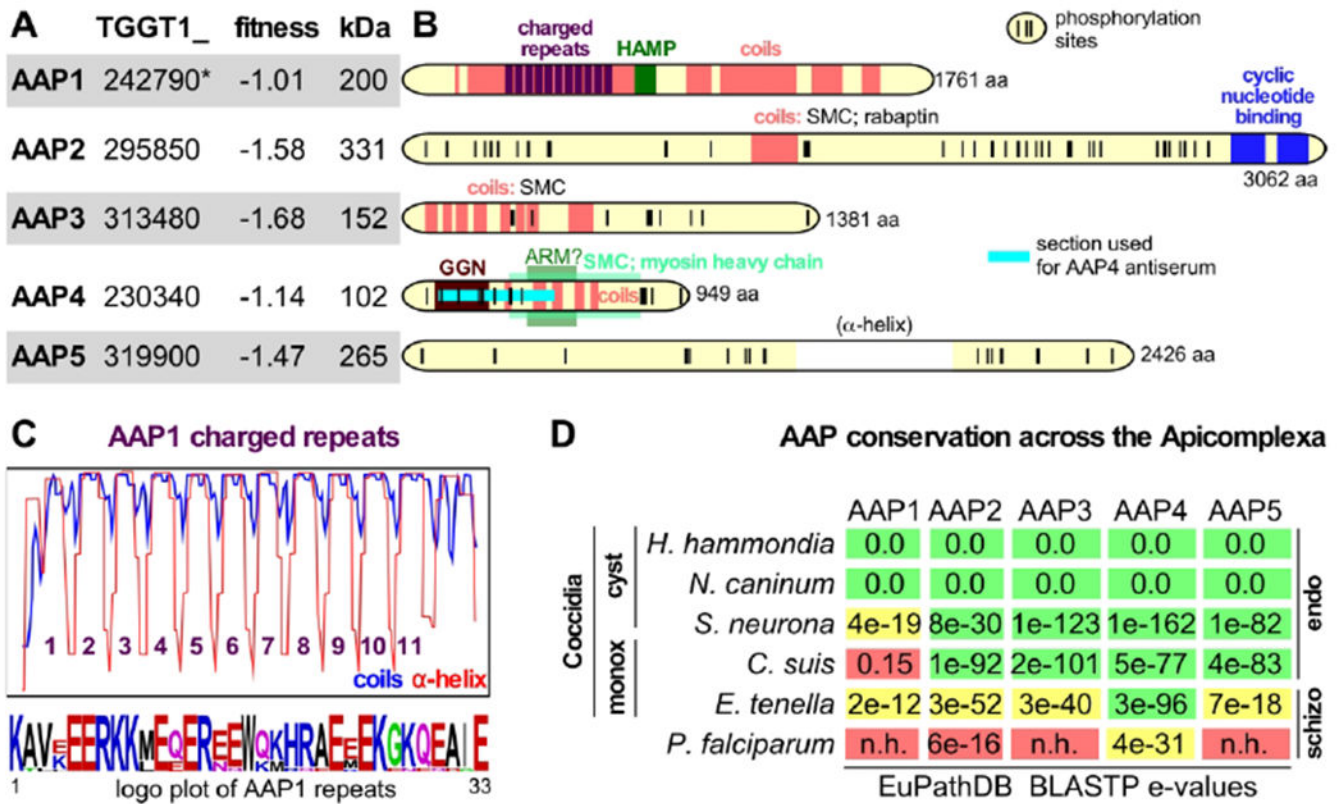 A TGGT1_ fitness kDa
AAP1 242790* -1.01 200
AAP2 295850 -1.58 331
AAP3 313480 -1.68 152
AAP4 230340 -1.14 102
AAP5 319900 -1.47 265
B
phosphorylation
sites
charged
repeats
HAMP
coils
1761 aa
cyclic
nucleotide
binding
coils: SMC; rabaptin
3062 aa
coils: SMC
1381 aa
section used
for AAP4 antiserum
GGN
ARM?
SMC; myosin heavy chain
coils
949 aa
(α-helix)
2426 aa
C AAP1 charged repeats
1 2 3 4 5 6 7 8 9 10 11
coils α-helix
1 logo plot of AAP1 repeats 33
D AAP conservation across the Apicomplexa
AAP1 AAP2 AAP3 AAP4 AAP5
Coccidia
cyst
monox
endo
schizo
H. hammondia 0.0 0.0 0.0 0.0 0.0
N. caninum 0.0 0.0 0.0 0.0 0.0
S. neurona 4e-19 8e-30 1e-123 1e-162 1e-82
C. suis 0.15 1e-92 2e-101 5e-77 4e-83
E. tenella 2e-12 3e-52 3e-40 3e-96 7e-18
P. falciparum n.h. 6e-16 n.h. 4e-31 n.h.
EuPathDB BLASTP e-values